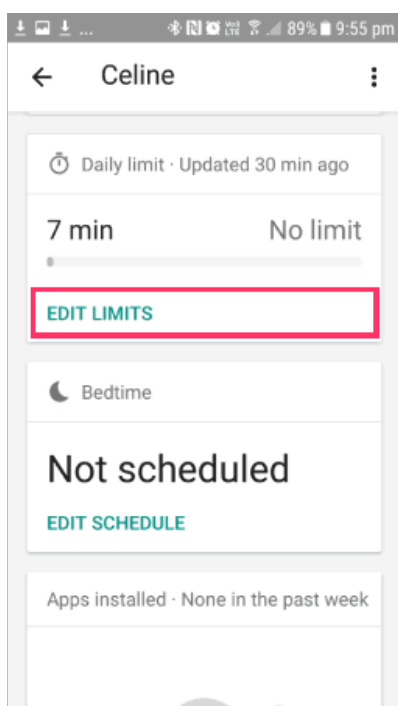 ... 89% 9:55 pm
Celine
Daily limit · Updated 30 min ago
7 min No limit
EDIT LIMITS
Bedtime
Not scheduled
EDIT SCHEDULE
Apps installed · None in the past week